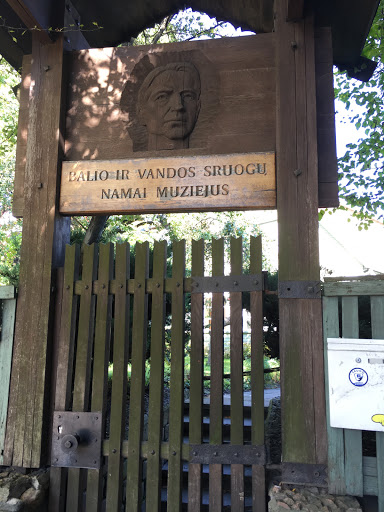 BALIO IR VANDOS SRUOGŲ
NAMAI MUZIEJUS